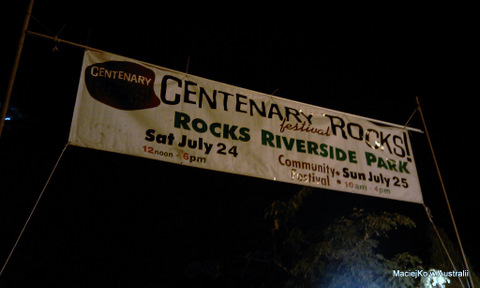 CENTENARY
CENTENARY ROCKS!
festival
ROCKS RIVERSIDE PARK
Sat July 24
12noon - 6pm
Community Festival • Sun July 25
10am - 4pm
MaciejKo w Australii